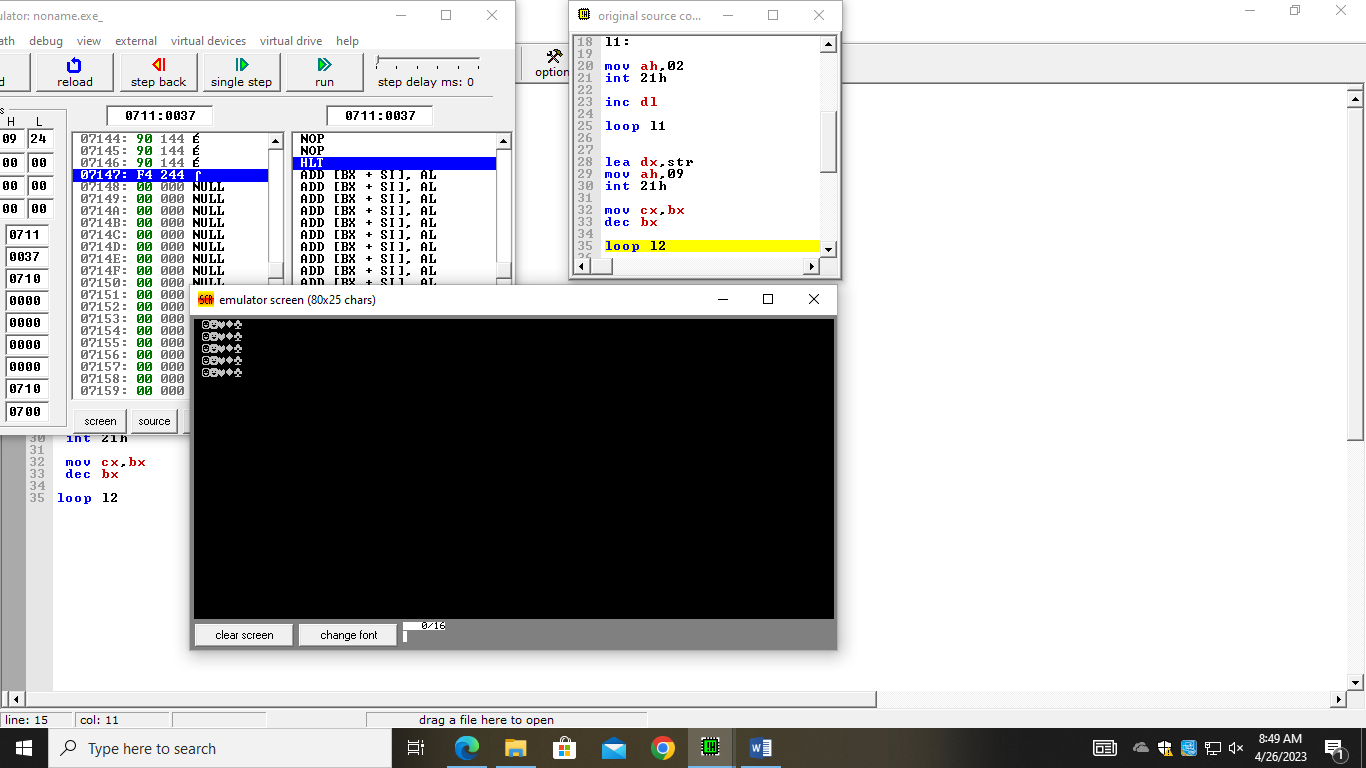 ulator: noname.exe_
ath debug view external virtual devices virtual drive help
d reload step back single step run step delay ms: 0
option
s
H L
09 24
00 00
00 00
00 00
0711
0037
0710
0000
0000
0000
0000
0710
0700
0711:0037 0711:0037
07144: 90 144 É
07145: 90 144 É
07146: 90 144 É
07147: F4 244 ⌠
07148: 00 000 NULL
07149: 00 000 NULL
0714A: 00 000 NULL
0714B: 00 000 NULL
0714C: 00 000 NULL
0714D: 00 000 NULL
0714E: 00 000 NULL
0714F: 00 000 NULL
07150: 00 000 NULL
07151: 00 000
07152: 00 000
07153: 00 000
07154: 00 000
07155: 00 000
07156: 00 000
07157: 00 000
07158: 00 000
07159: 00 000
NOP
NOP
HLT
ADD [BX + SI], AL
ADD [BX + SI], AL
ADD [BX + SI], AL
ADD [BX + SI], AL
ADD [BX + SI], AL
ADD [BX + SI], AL
ADD [BX + SI], AL
ADD [BX + SI], AL
ADD [BX + SI], AL
ADD [BX + SI], AL
screen source
original source co...
18 l1:
19
20 mov ah,02
21 int 21h
22
23 inc dl
24
25 loop l1
26
27
28 lea dx,str
29 mov ah,09
30 int 21h
31
32 mov cx,bx
33 dec bx
34
35 loop l2
emulator screen (80x25 chars)
☺☻♥♦♣
☺☻♥♦♣
☺☻♥♦♣
☺☻♥♦♣
☺☻♥♦♣
clear screen change font 0/16
30 int 21h
31
32 mov cx,bx
33 dec bx
34
35 loop l2
line: 15 col: 11 drag a file here to open
Type here to search
8:49 AM
4/26/2023
1